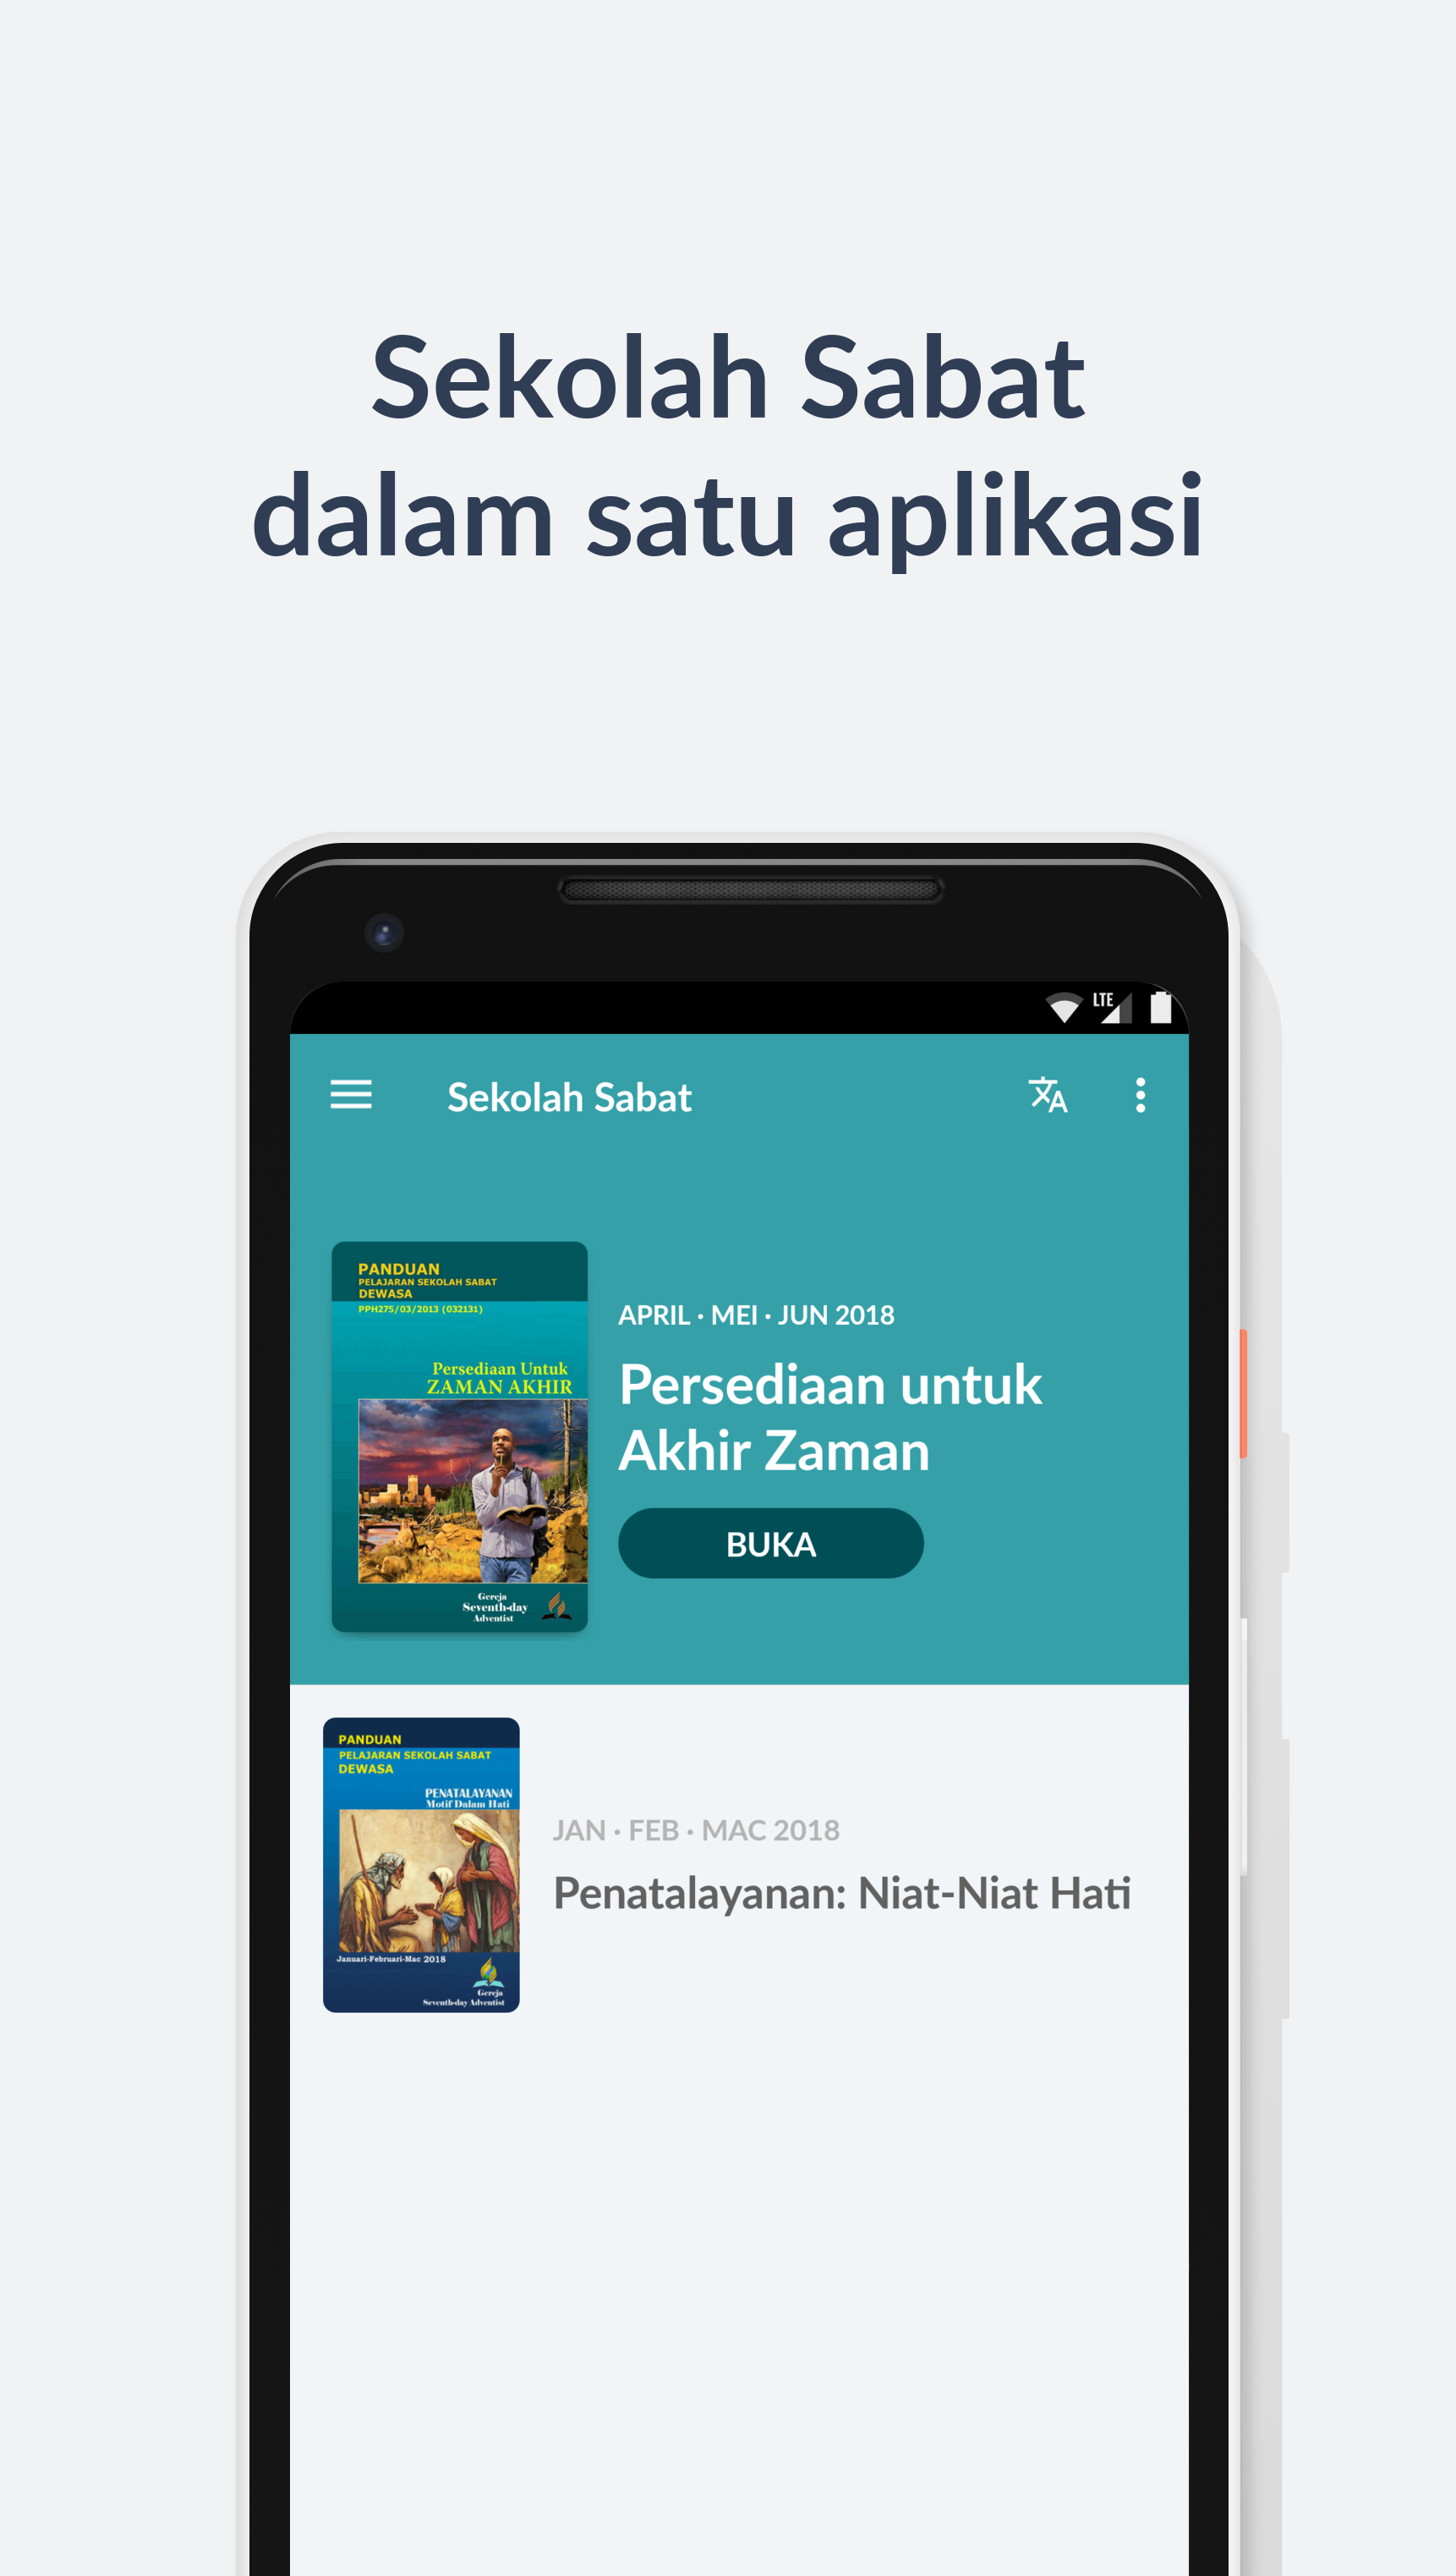 Sekolah Sabat
dalam satu aplikasi
LTE
Sekolah Sabat
PANDUAN
PELAJARAN SEKOLAH SABAT
DEWASA
PPH275/03/2013 (032131)
Persediaan Untuk
ZAMAN AKHIR
Gereja
Seventh-day
Adventist
APRIL · MEI · JUN 2018
Persediaan untuk
Akhir Zaman
BUKA
PANDUAN
PELAJARAN SEKOLAH SABAT
DEWASA
PENATALAYANAN
Motif Dalam Hati
Januari-Februari-Mac 2018
Gereja
Seventh-day Adventist
JAN · FEB · MAC 2018
Penatalayanan: Niat-Niat Hati